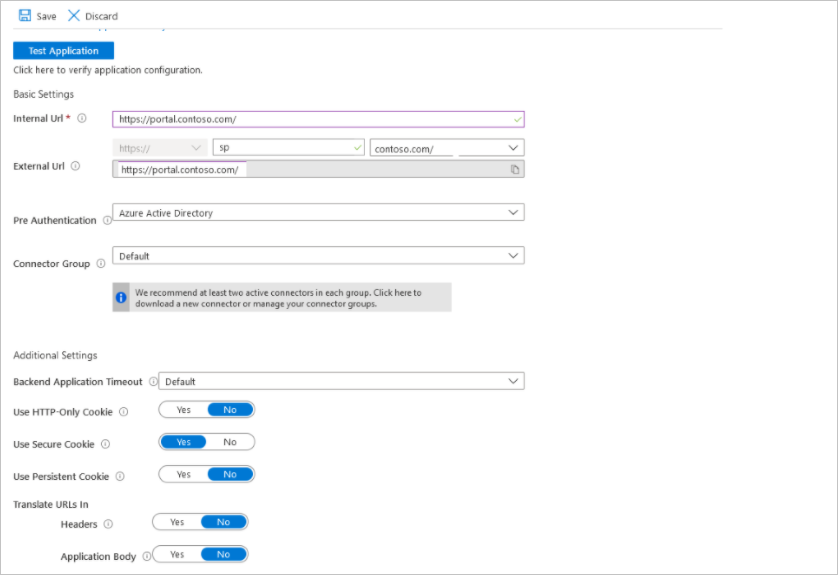 Save Discard
Test Application
Click here to verify application configuration.
Basic Settings
Internal Url * https://portal.contoso.com/
https:// sp contoso.com/
External Url https://portal.contoso.com/
Pre Authentication Azure Active Directory
Connector Group Default
We recommend at least two active connectors in each group. Click here to
download a new connector or manage your connector groups.
Additional Settings
Backend Application Timeout Default
Use HTTP-Only Cookie Yes No
Use Secure Cookie Yes No
Use Persistent Cookie Yes No
Translate URLs In
Headers Yes No
Application Body Yes No